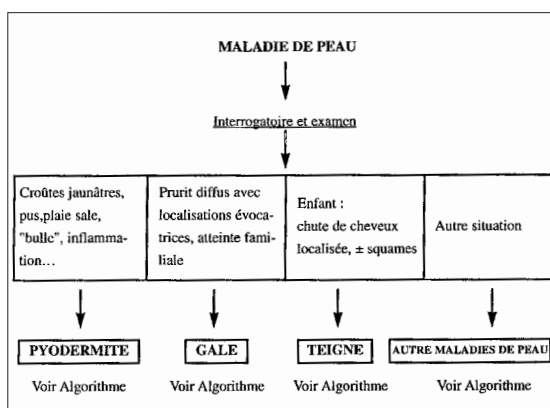 MALADIE DE PEAU
Interrogatoire et examen
Croûtes jaunâtres,
pus,plaie sale,
"bulle", inflamma-
tion...
Prurit diffus avec
localisations évoca-
trices, atteinte fami-
liale
Enfant :
chute de cheveux
localisée, ± squames
Autre situation
PYODERMITE
GALE
TEIGNE
AUTRE MALADIES DE PEAU
Voir Algorithme
Voir Algorithme
Voir Algorithme
Voir Algorithme